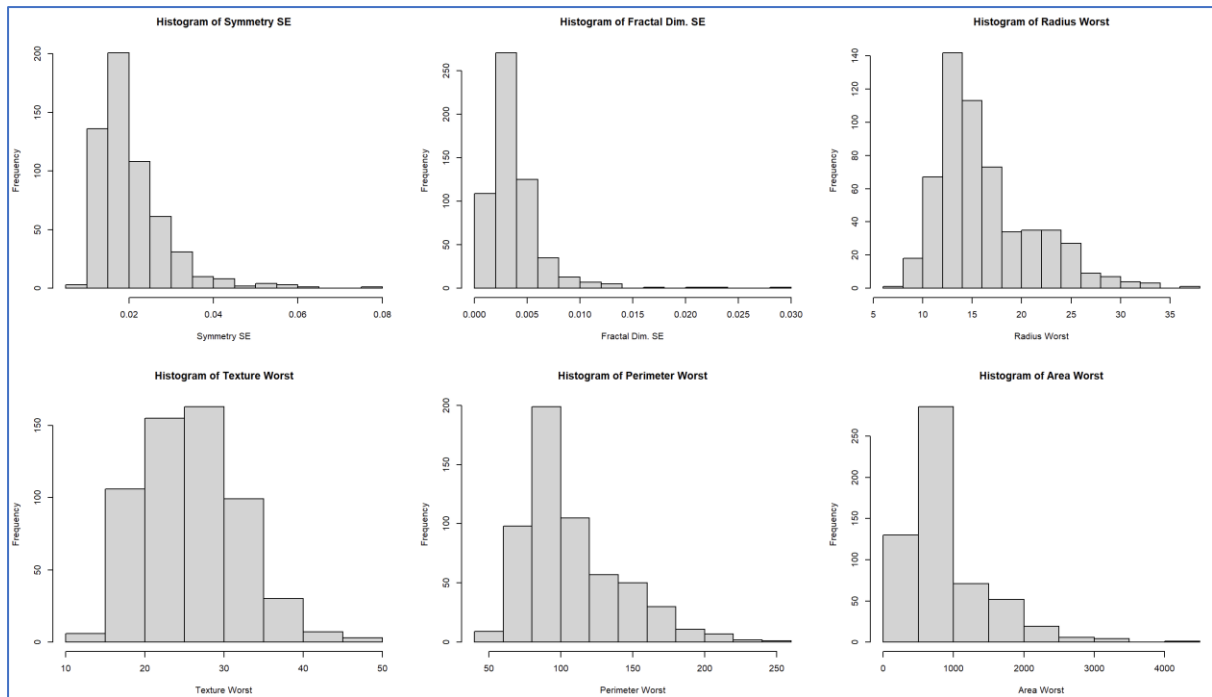 Histogram of Symmetry SE
Frequency
0
50
100
150
200
0.02 0.04 0.06 0.08
Symmetry SE
Histogram of Fractal Dim. SE
Frequency
0
50
100
150
200
250
0.000 0.005 0.010 0.015 0.020 0.025 0.030
Fractal Dim. SE
Histogram of Radius Worst
Frequency
0
20
40
60
80
100
120
140
5 10 15 20 25 30 35
Radius Worst
Histogram of Texture Worst
Frequency
0
50
100
150
10 20 30 40 50
Texture Worst
Histogram of Perimeter Worst
Frequency
0
50
100
150
200
50 100 150 200 250
Perimeter Worst
Histogram of Area Worst
Frequency
0
50
100
150
200
250
0 1000 2000 3000 4000
Area Worst